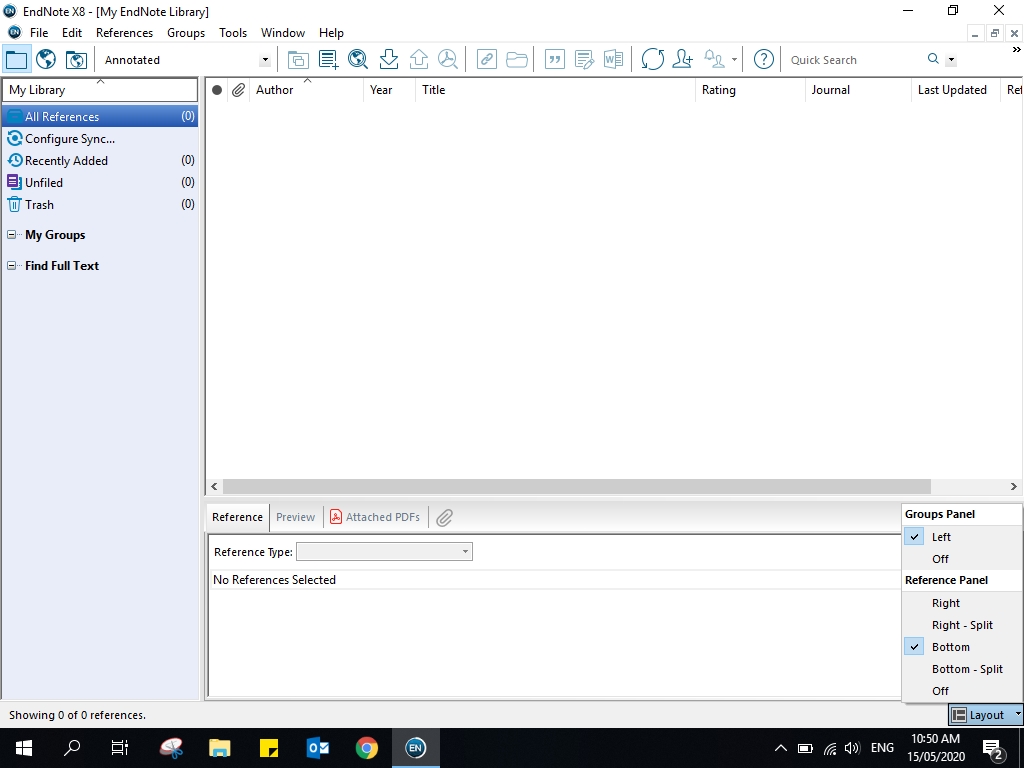 EN EndNote X8 - [My EndNote Library]
EN File Edit References Groups Tools Window Help
Annotated Quick Search »
My Library
All References (0)
Configure Sync...
Recently Added (0)
Unfiled (0)
Trash (0)
My Groups
Find Full Text
Author Year Title Rating Journal Last Updated Ref
Reference Preview Attached PDFs
Reference Type:
No References Selected
Groups Panel
Left
Off
Reference Panel
Right
Right - Split
Bottom
Bottom - Split
Off
Showing 0 of 0 references.
Layout
EN
ENG
10:50 AM
15/05/2020
2